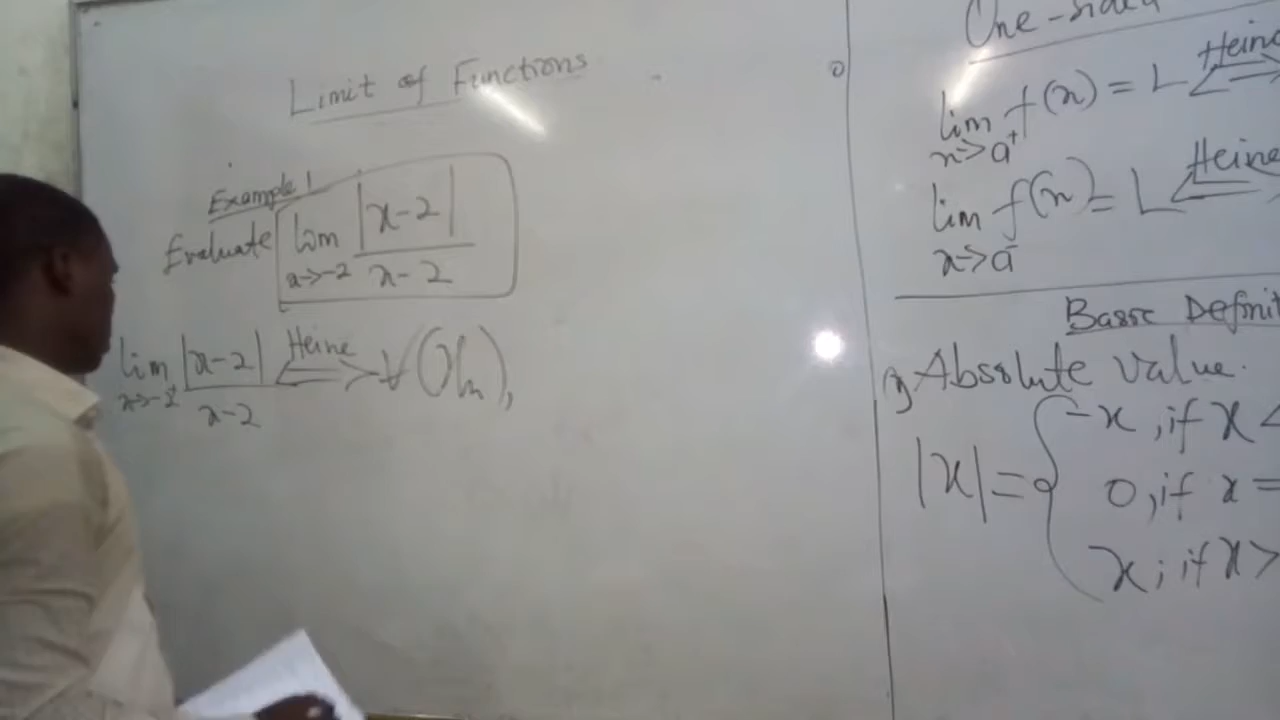 Limit of Functions
Example 1
Evaluate lim x→-2 |x-2| / x-2
lim x→-2⁺ |x-2| / x-2 <=> Heine ∀(xn),
One-sided
lim x→a⁺ f(x) = L <=> Heine
lim x→a⁻ f(x) = L <=> Heine
Basic Definit
Absolute value.
|x| = { -x, if x <
0, if x =
x; if x >